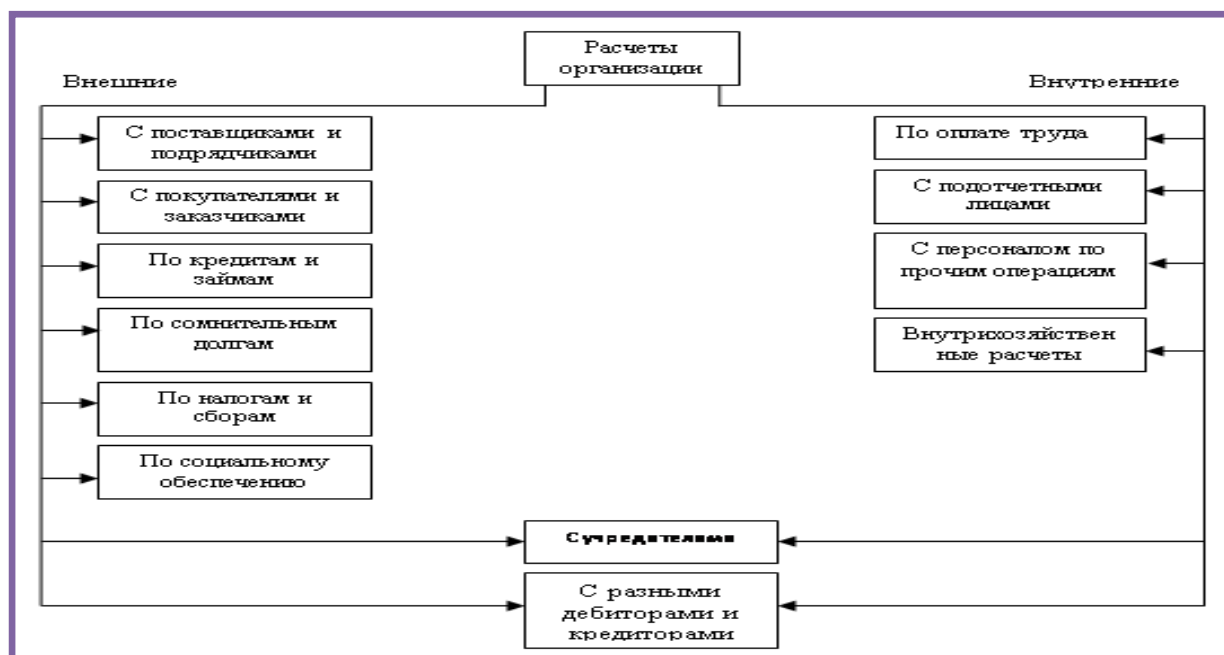 Расчеты
организации
Внешние
Внутренние
С поставщиками и
подрядчиками
С покупателями и
заказчиками
По кредитам и
займам
По сомнительным
долгам
По налогам и
сборам
По социальному
обеспечению
По оплате труда
С подотчетными
лицами
С персоналом по
прочим операциям
Внутрихозяйствен
ные расчеты
С учредителями
С разными
дебиторами и
кредиторами